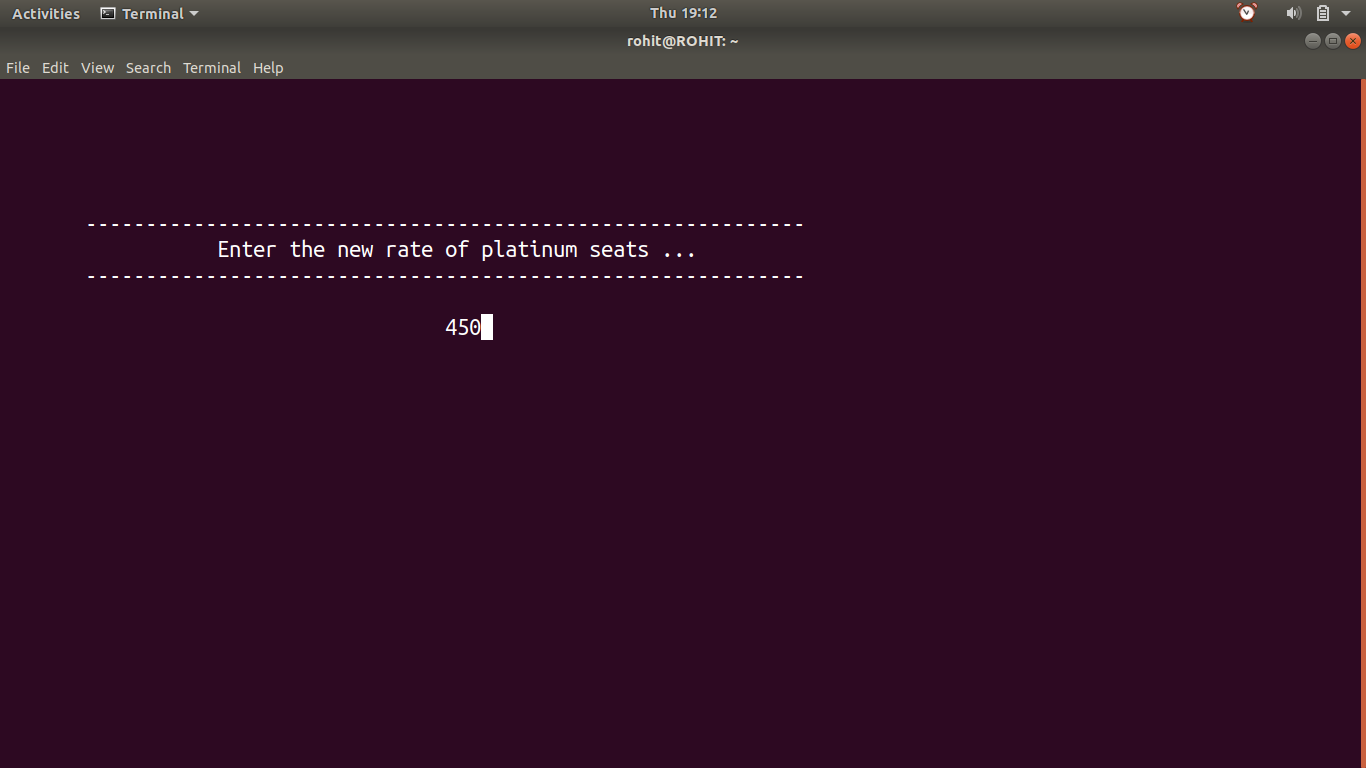 Activities Terminal Thu 19:12
rohit@ROHIT: ~
File Edit View Search Terminal Help
------------------------------------------------------------
Enter the new rate of platinum seats ...
------------------------------------------------------------
450